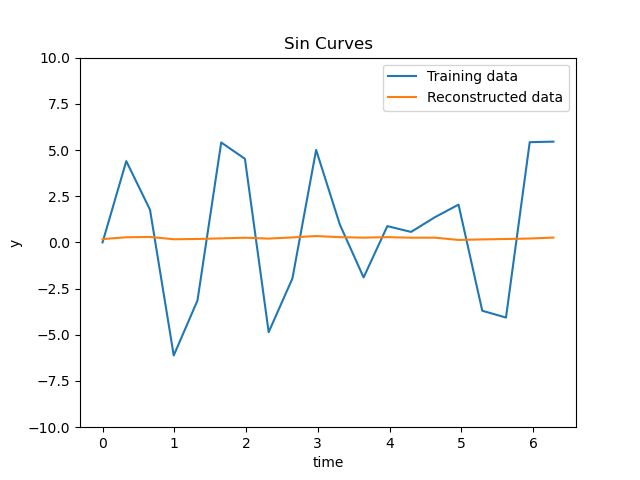 Sin Curves
Training data
Reconstructed data
10.0
7.5
5.0
2.5
0.0
−2.5
−5.0
−7.5
−10.0
y
0 1 2 3 4 5 6
time